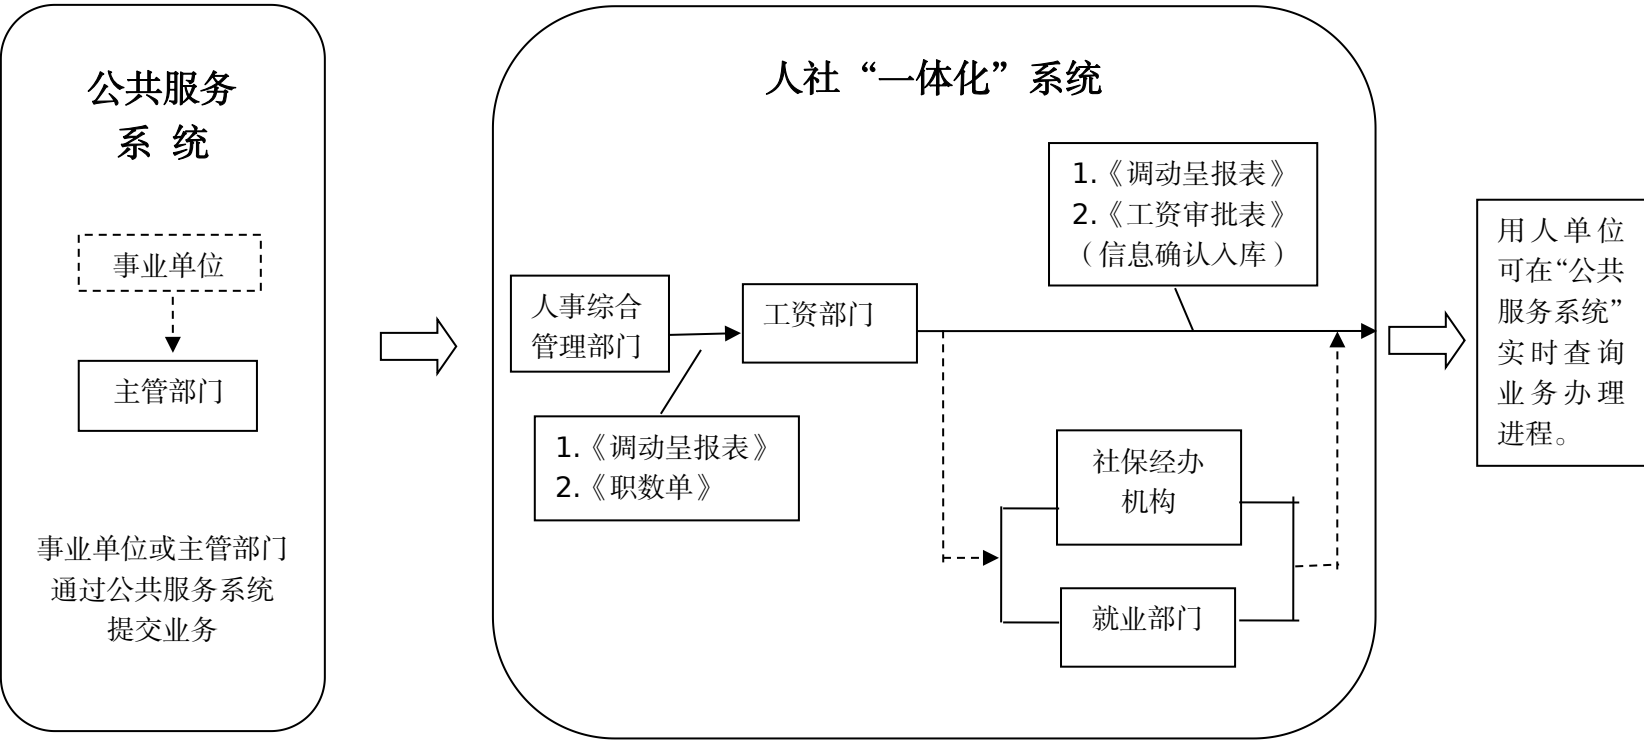 公共服务
系 统
事业单位
主管部门
事业单位或主管部门
通过公共服务系统
提交业务
人社“一体化”系统
人事综合
管理部门
1.《调动呈报表》
2.《职数单》
工资部门
1.《调动呈报表》
2.《工资审批表》
（信息确认入库）
社保经办
机构
就业部门
用人单位
可在“公共
服务系统”
实时查询
业务办理
进程。